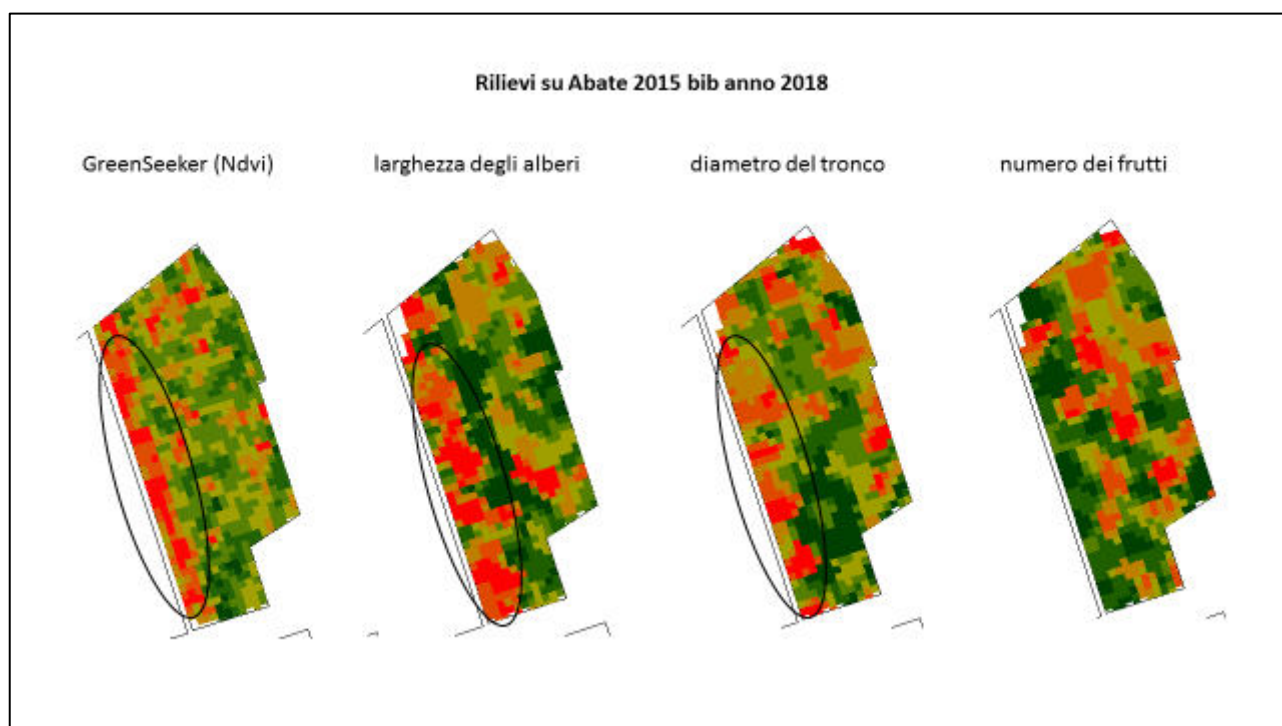 Rilievi su Abate 2015 bib anno 2018
GreenSeeker (Ndvi)
larghezza degli alberi
diametro del tronco
numero dei frutti